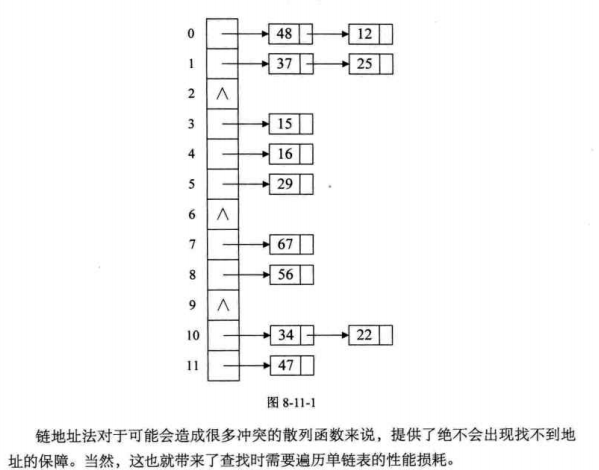 0 48 12
1 37 25
2 ∧
3 15
4 16
5 29
6 ∧
7 67
8 56
9 ∧
10 34 22
11 47
图 8-11-1
链地址法对于可能会造成很多冲突的散列函数来说，提供了绝不会出现找不到地
址的保障。当然，这也就带来了查找时需要遍历单链表的性能损耗。